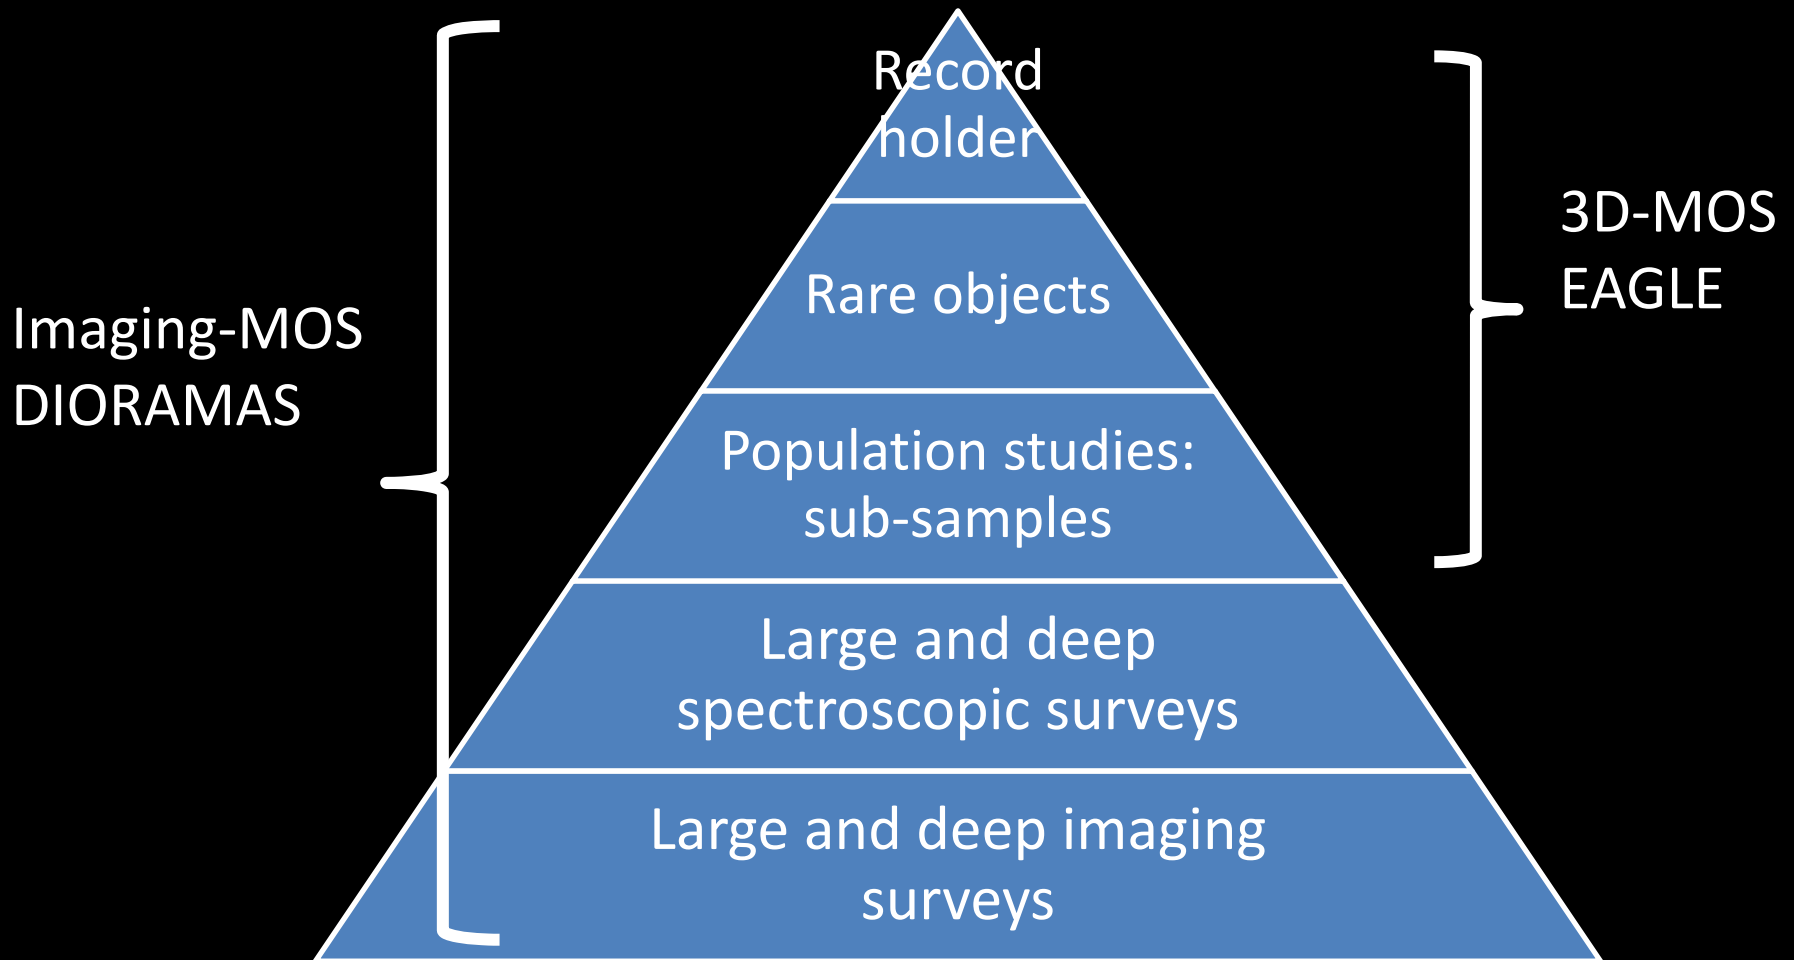 Record
holder
Rare objects
Population studies:
sub-samples
Large and deep
spectroscopic surveys
Large and deep imaging
surveys
Imaging-MOS
DIORAMAS
3D-MOS
EAGLE